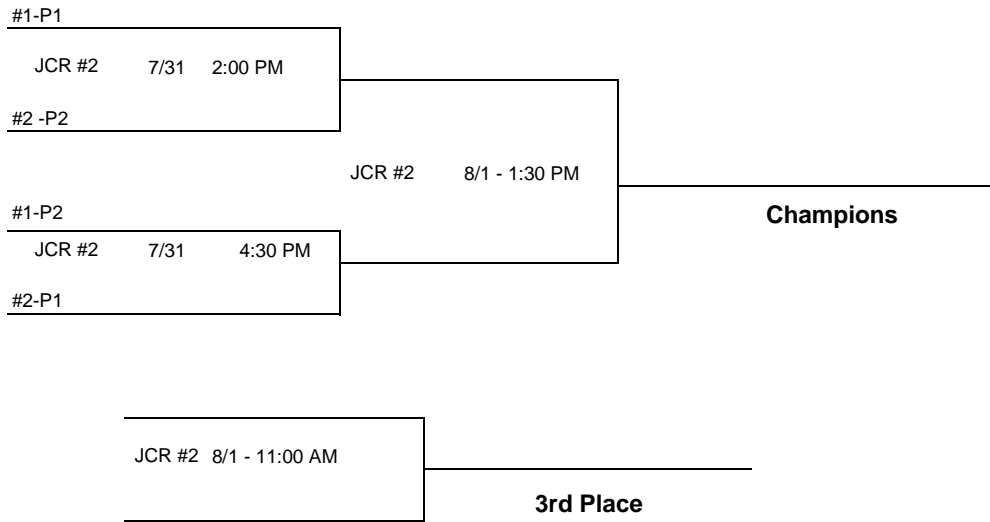 #1-P1
JCR #2 7/31 2:00 PM
#2 -P2
JCR #2 8/1 - 1:30 PM
Champions
#1-P2
JCR #2 7/31 4:30 PM
#2-P1
JCR #2 8/1 - 11:00 AM
3rd Place